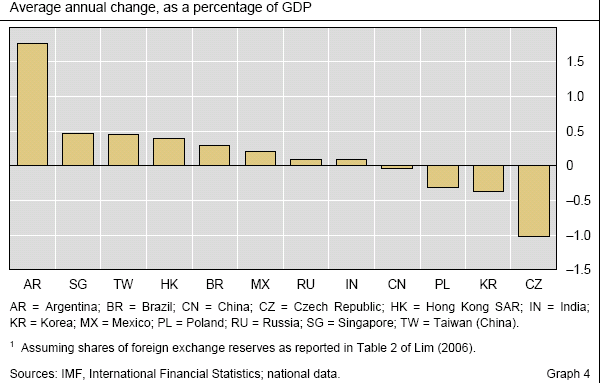 Average annual change, as a percentage of GDP
1.5
1.0
0.5
0
–0.5
–1.0
–1.5
AR SG TW HK BR MX RU IN CN PL KR CZ
AR = Argentina; BR = Brazil; CN = China; CZ = Czech Republic; HK = Hong Kong SAR; IN = India;
KR = Korea; MX = Mexico; PL = Poland; RU = Russia; SG = Singapore; TW = Taiwan (China).
1 Assuming shares of foreign exchange reserves as reported in Table 2 of Lim (2006).
Sources: IMF, International Financial Statistics; national data. Graph 4